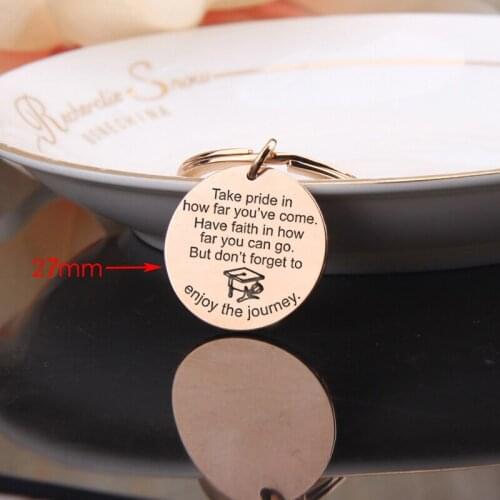 BONECHINA
Take pride in
how far you've come.
Have faith in how
far you can go.
But don't forget to
enjoy the journey.
27mm